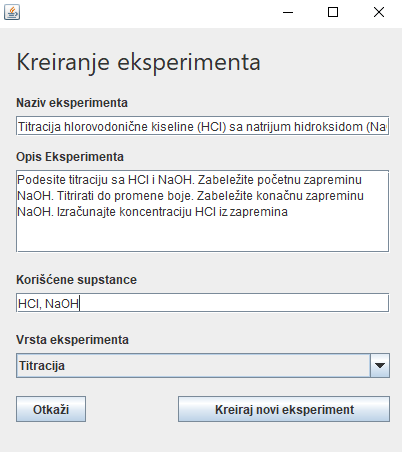 Kreiranje eksperimenta
Naziv eksperimenta
Titracija hlorovodonične kiseline (HCl) sa natrijum hidroksidom (Na
Opis Eksperimenta
Podesite titraciju sa HCl i NaOH. Zabeležite početnu zapreminu
NaOH. Titrirati do promene boje. Zabeležite konačnu zapreminu
NaOH. Izračunajte koncentraciju HCl iz zapremina
Korišćene supstance
HCl, NaOH
Vrsta eksperimenta
Titracija
Otkaži
Kreiraj novi eksperiment